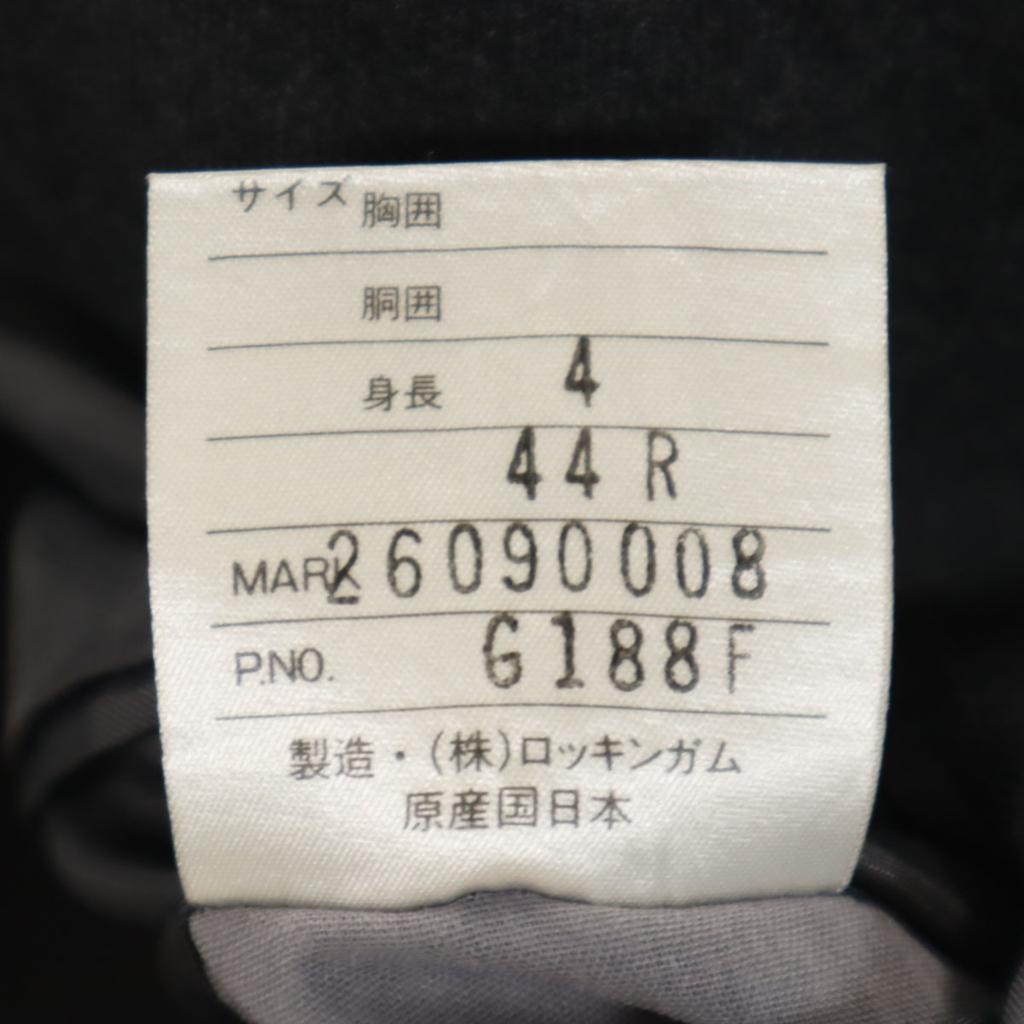 サイズ 胸囲
胴囲
身長 4
44 R
MARK 26090008
P.NO. G188F
製造・(株)ロッキンガム
原産国日本